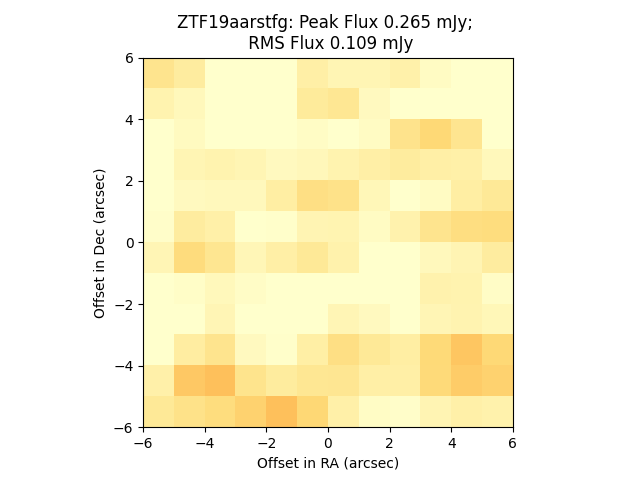 ZTF19aarstfg: Peak Flux 0.265 mJy;
RMS Flux 0.109 mJy
6
4
2
0
−2
−4
−6
Offset in Dec (arcsec)
−6 −4 −2 0 2 4 6
Offset in RA (arcsec)